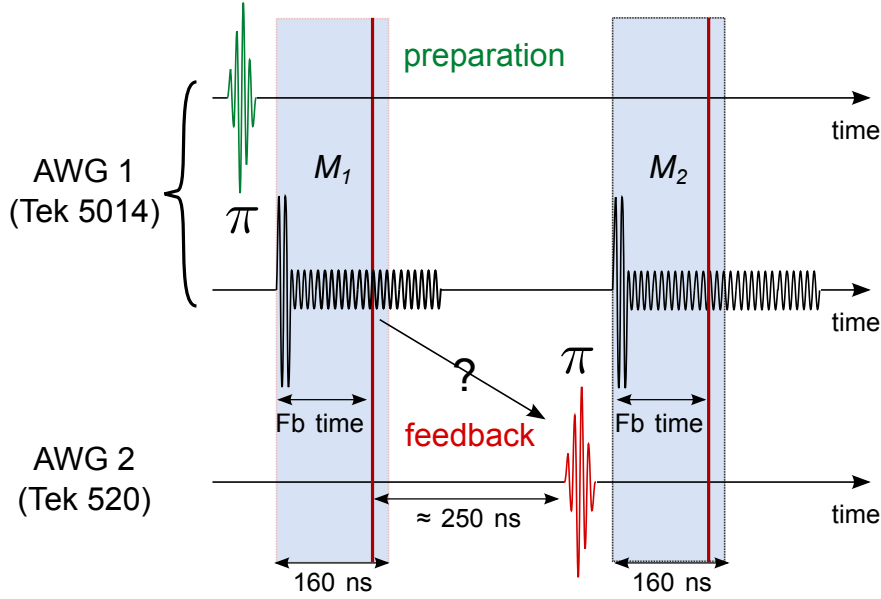 preparation
time
AWG 1
(Tek 5014)
M1
M2
π
time
?
π
Fb time
Fb time
feedback
AWG 2
(Tek 520)
≈ 250 ns
time
160 ns
160 ns